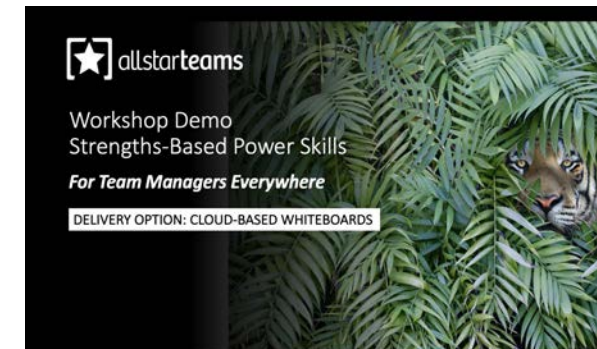 allstarteams
Workshop Demo
Strengths-Based Power Skills
For Team Managers Everywhere
DELIVERY OPTION: CLOUD-BASED WHITEBOARDS